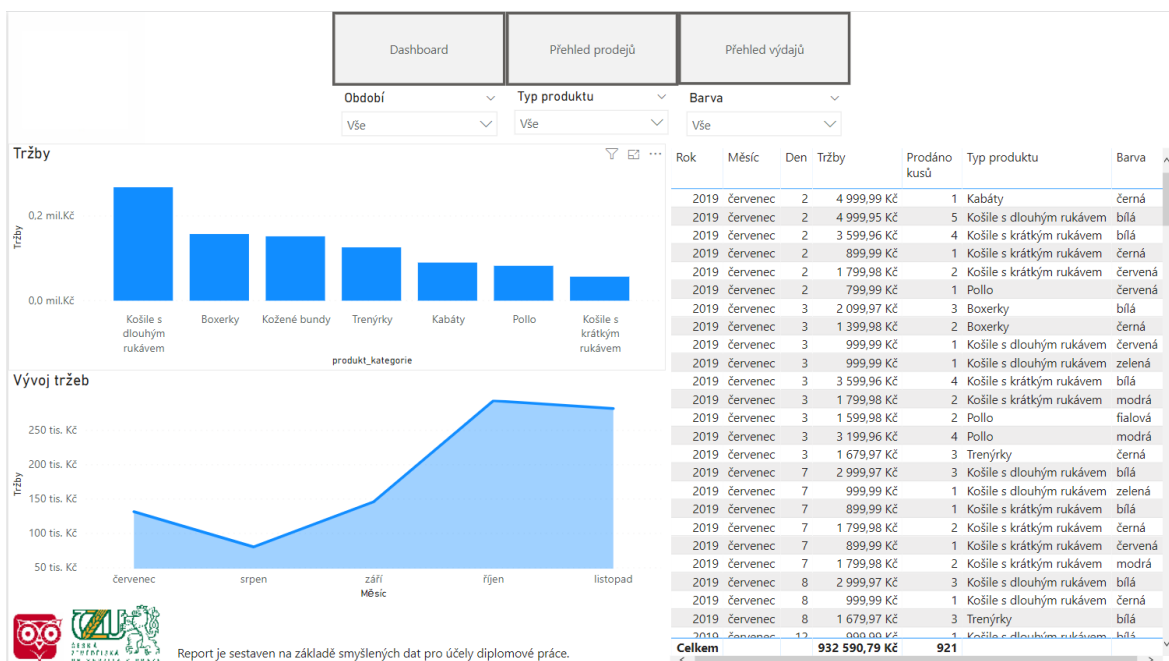 Dashboard
Přehled prodejů
Přehled výdajů
Období
Typ produktu
Barva
Vše
Vše
Vše
Tržby
0,2 mil.Kč
0,0 mil.Kč
Tržby
Košile s dlouhým rukávem
Boxerky
Kožené bundy
Trenýrky
Kabáty
Pollo
Košile s krátkým rukávem
produkt_kategorie
Vývoj tržeb
250 tis. Kč
200 tis. Kč
150 tis. Kč
100 tis. Kč
50 tis. Kč
Tržby
červenec
srpen
září
říjen
listopad
Měsíc
Rok Měsíc Den Tržby Prodáno kusů Typ produktu Barva
2019 červenec 2 4 999,99 Kč 1 Kabáty černá
2019 červenec 2 4 999,95 Kč 5 Košile s dlouhým rukávem bílá
2019 červenec 2 3 599,96 Kč 4 Košile s krátkým rukávem bílá
2019 červenec 2 899,99 Kč 1 Košile s krátkým rukávem černá
2019 červenec 2 1 799,98 Kč 2 Košile s krátkým rukávem červená
2019 červenec 2 799,99 Kč 1 Pollo červená
2019 červenec 3 2 099,97 Kč 3 Boxerky bílá
2019 červenec 3 1 399,98 Kč 2 Boxerky černá
2019 červenec 3 999,99 Kč 1 Košile s dlouhým rukávem červená
2019 červenec 3 999,99 Kč 1 Košile s dlouhým rukávem zelená
2019 červenec 3 3 599,96 Kč 4 Košile s krátkým rukávem bílá
2019 červenec 3 1 799,98 Kč 2 Košile s krátkým rukávem modrá
2019 červenec 3 1 599,98 Kč 2 Pollo fialová
2019 červenec 3 3 199,96 Kč 4 Pollo modrá
2019 červenec 3 1 679,97 Kč 3 Trenýrky černá
2019 červenec 7 2 999,97 Kč 3 Košile s dlouhým rukávem bílá
2019 červenec 7 999,99 Kč 1 Košile s dlouhým rukávem zelená
2019 červenec 7 899,99 Kč 1 Košile s krátkým rukávem bílá
2019 červenec 7 1 799,98 Kč 2 Košile s krátkým rukávem černá
2019 červenec 7 899,99 Kč 1 Košile s krátkým rukávem červená
2019 červenec 7 1 799,98 Kč 2 Košile s krátkým rukávem modrá
2019 červenec 8 2 999,97 Kč 3 Košile s dlouhým rukávem bílá
2019 červenec 8 999,99 Kč 1 Košile s dlouhým rukávem černá
2019 červenec 8 1 679,97 Kč 3 Trenýrky bílá
2019 červenec 12 999,99 Kč 1 Košile s dlouhým rukávem bílá
Celkem 932 590,79 Kč 921
ČZU
ČESKÁ
ZEMĚDĚLSKÁ
Report je sestaven na základě smyšlených dat pro účely diplomové práce.